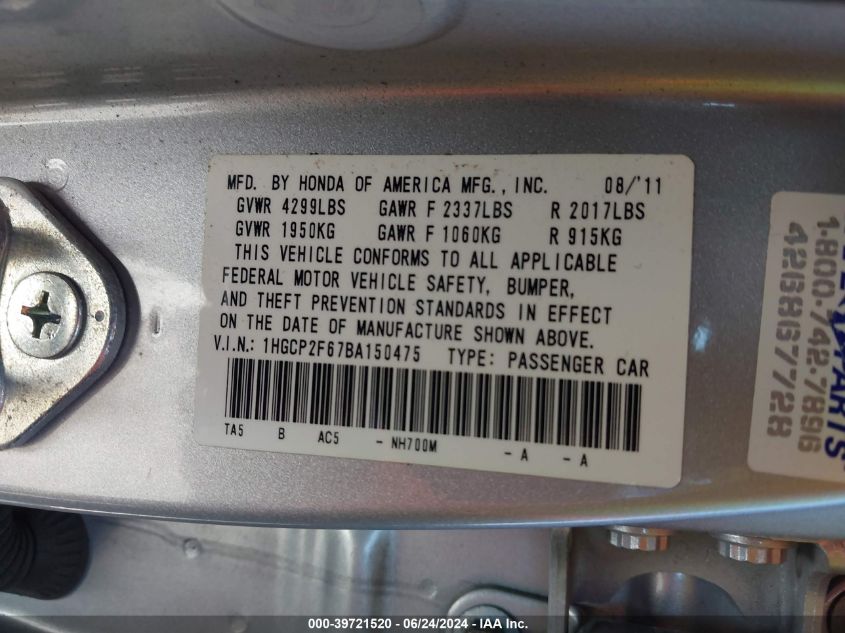 MFD. BY HONDA OF AMERICA MFG., INC. 08/'11
GVWR 4299LBS GAWR F 2337LBS R 2017LBS
GVWR 1950KG GAWR F 1060KG R 915KG
THIS VEHICLE CONFORMS TO ALL APPLICABLE
FEDERAL MOTOR VEHICLE SAFETY, BUMPER,
AND THEFT PREVENTION STANDARDS IN EFFECT
ON THE DATE OF MANUFACTURE SHOWN ABOVE.
V.I.N.: 1HGCP2F67BA150475 TYPE: PASSENGER CAR
TA5 B AC5 - NH700M - A - A
PARTS
1-800-742-7896
42686772B
000-39721520 / 06/24/2024 / IAA Inc.